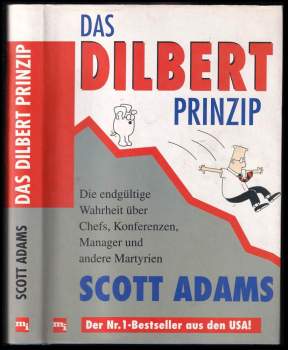 DAS DILBERT PRINZIP
SCOTT ADAMS
mi
DAS
DILBERT
PRINZIP
Die endgültige
Wahrheit über
Chefs, Konferenzen,
Manager und
andere Martyrien
SCOTT ADAMS
mi
Der Nr.1-Bestseller aus den USA!